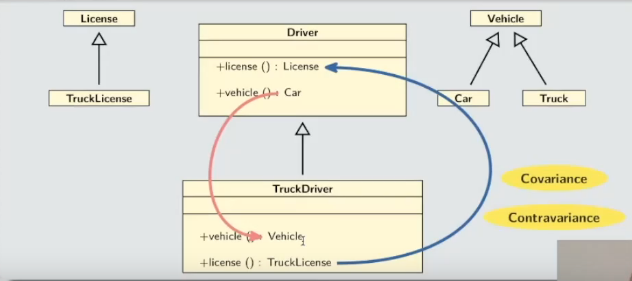 License
Driver
Vehicle
+license () : License
+vehicle () : Car
TruckLicense
Car
Truck
TruckDriver
Covariance
Contravariance
+vehicle () : Vehicle
+license () : TruckLicense